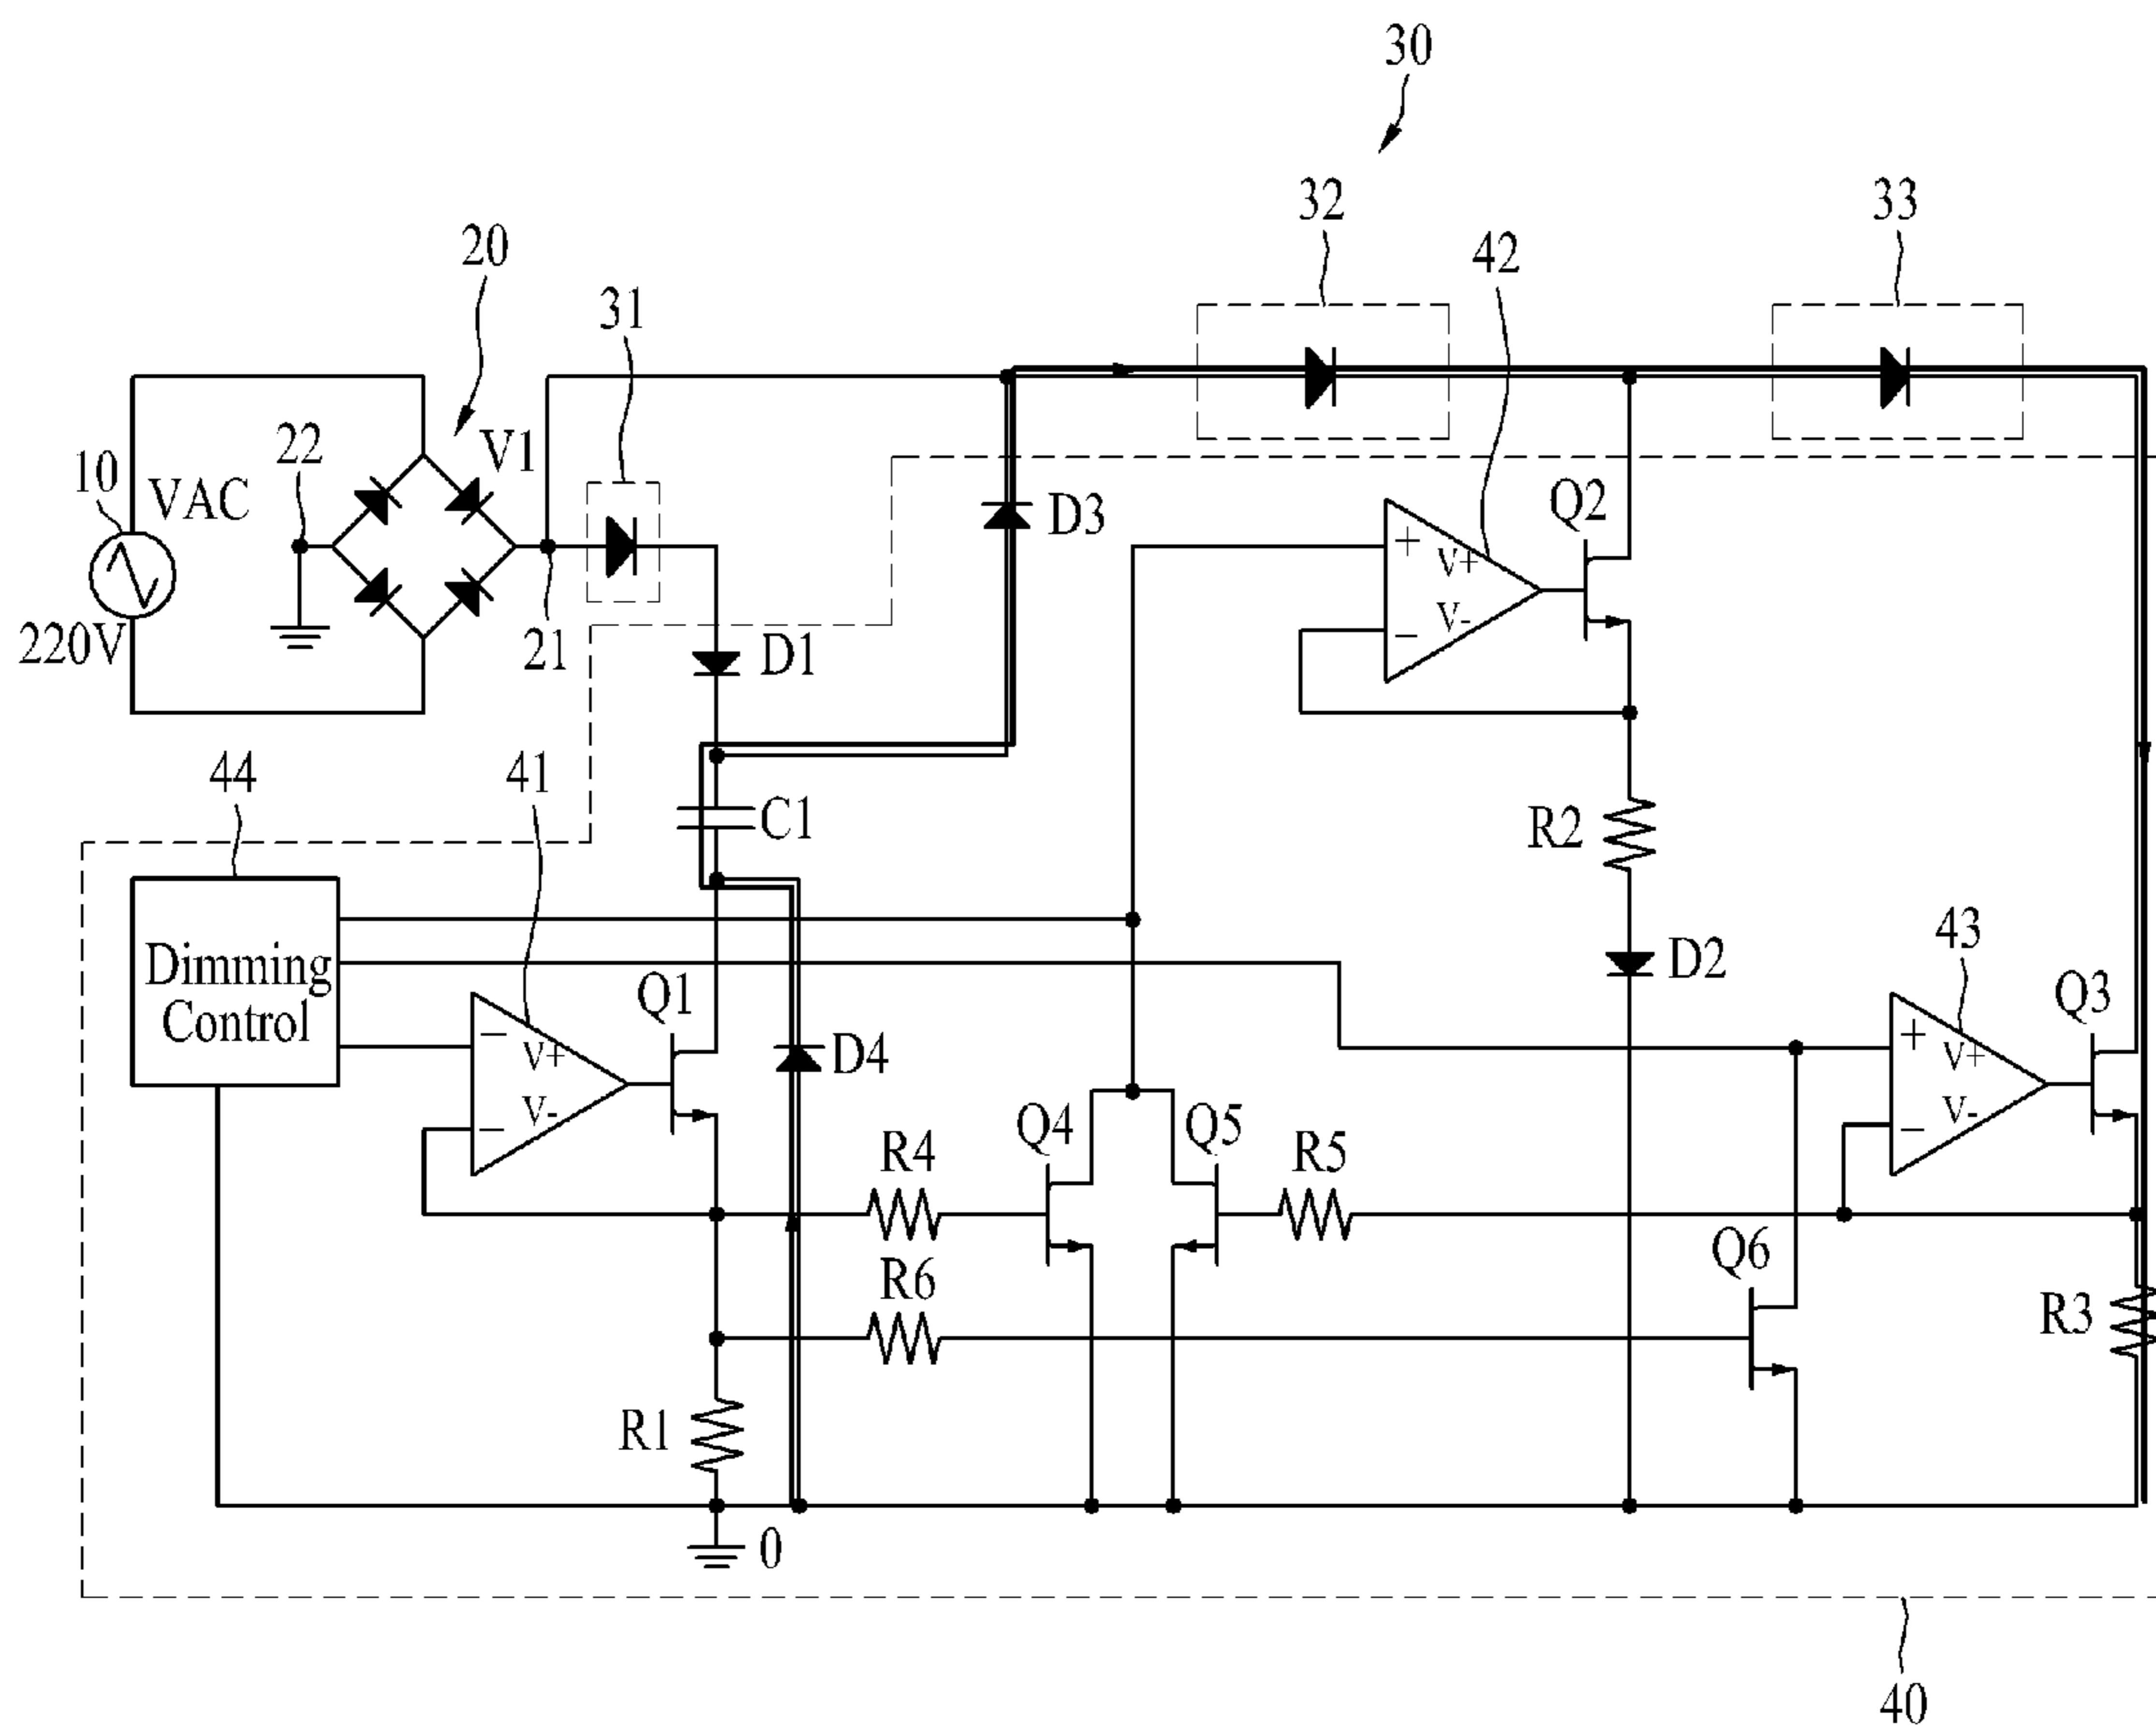 30
32
33
42
20
31
V1
22
10
VAC
D3
Q2
+
V+
V-
−
220V
21
D1
44
41
C1
R2
Dimming
Control
D2
43
Q1
Q3
−
V+
V-
−
D4
+
V+
V-
−
Q4
Q5
R4
R5
R6
Q6
R3
R1
0
40